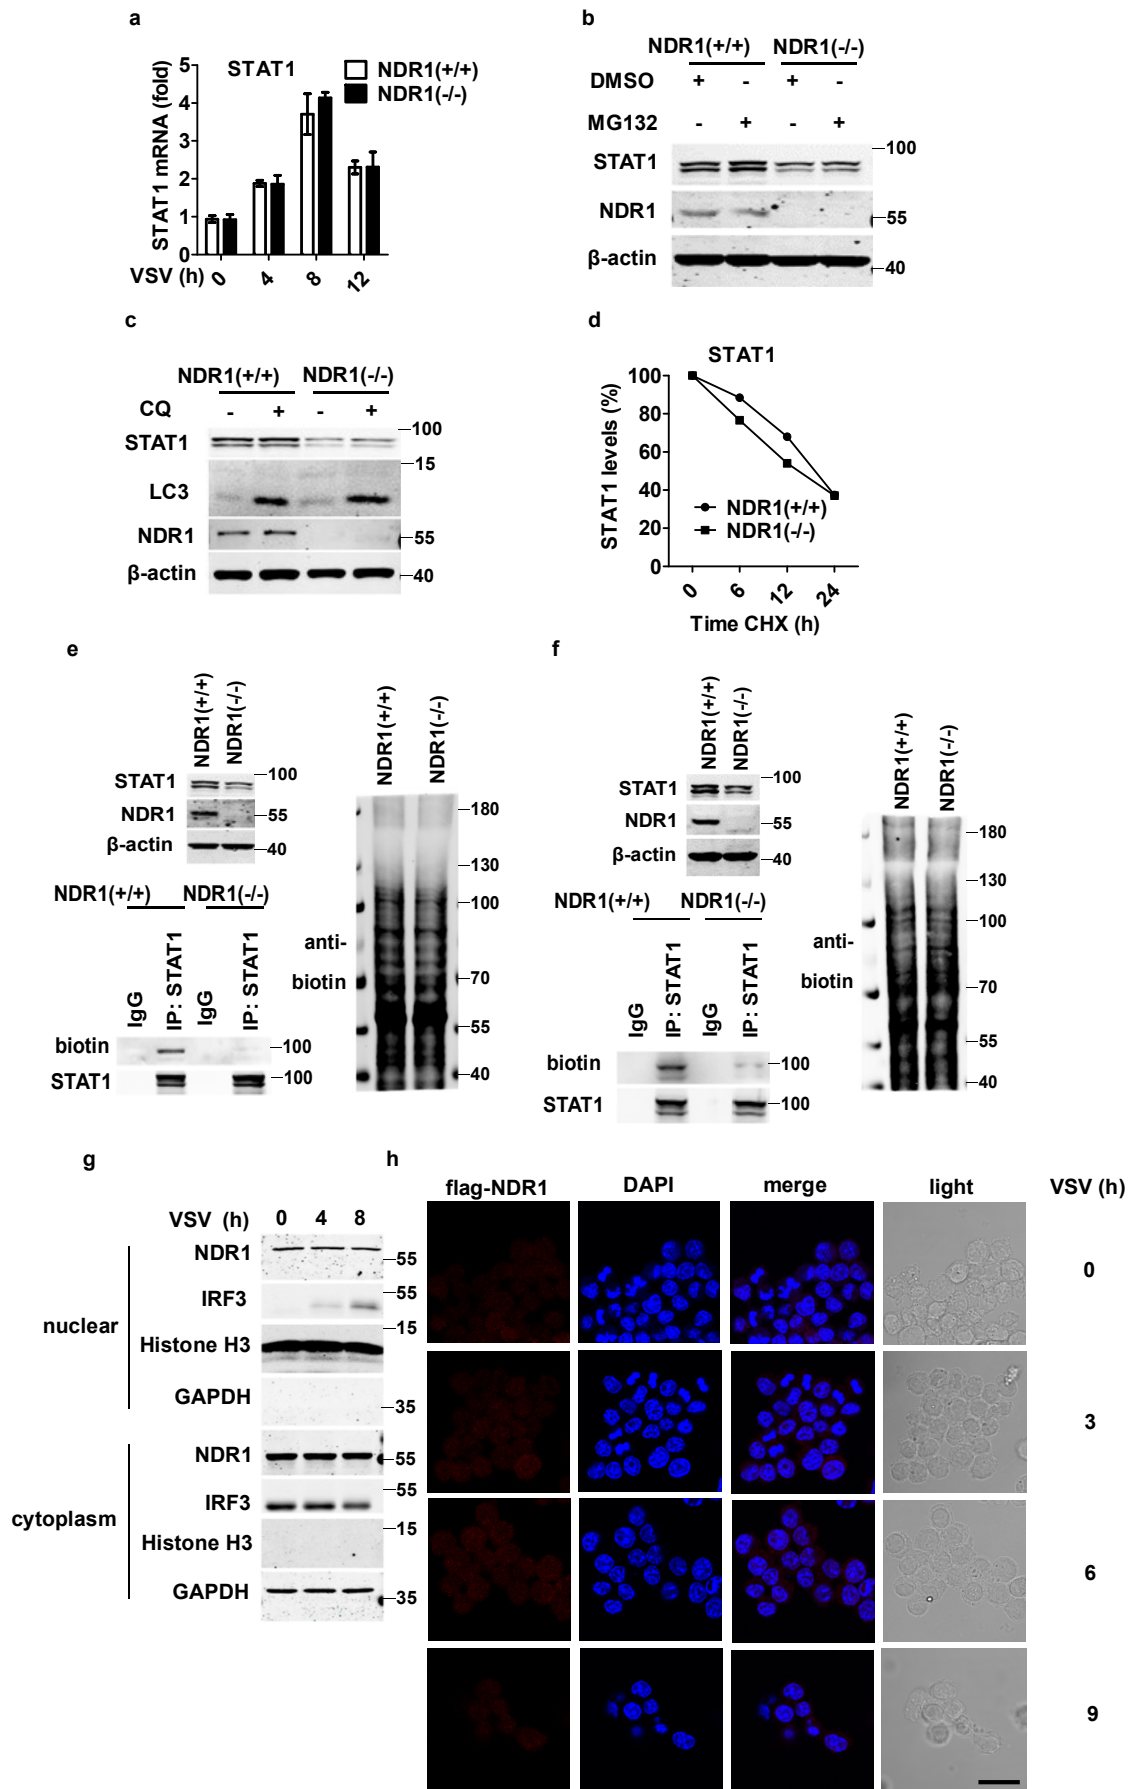 a
STAT1
NDR1(+/+)
NDR1(-/-)
STAT1 mRNA (fold)
5
4
3
2
1
0
VSV (h)
0 4 8 12
b
NDR1(+/+) NDR1(-/-)
DMSO + - + -
MG132 - + - +
STAT1 100
NDR1 55
β-actin 40
c
NDR1(+/+) NDR1(-/-)
CQ - + - +
STAT1 100
15
LC3
NDR1 55
β-actin 40
d
STAT1
STAT1 levels (%)
100
80
60
40
20
0
NDR1(+/+)
NDR1(-/-)
0 6 12 24
Time CHX (h)
e
NDR1(+/+) NDR1(-/-)
STAT1 100
NDR1 55
β-actin 40
NDR1(+/+) NDR1(-/-)
IgG IP: STAT1 IgG IP: STAT1
biotin 100
STAT1 100
NDR1(+/+) NDR1(-/-)
anti-
biotin
180
130
100
70
55
40
f
NDR1(+/+) NDR1(-/-)
STAT1 100
NDR1 55
β-actin 40
NDR1(+/+) NDR1(-/-)
IgG IP: STAT1 IgG IP: STAT1
biotin 100
STAT1 100
NDR1(+/+) NDR1(-/-)
anti-
biotin
180
130
100
70
55
40
g
VSV (h) 0 4 8
nuclear
NDR1 55
IRF3 55
Histone H3 15
GAPDH 35
cytoplasm
NDR1 55
IRF3 55
Histone H3 15
GAPDH 35
h
flag-NDR1 DAPI merge light VSV (h)
0
3
6
9